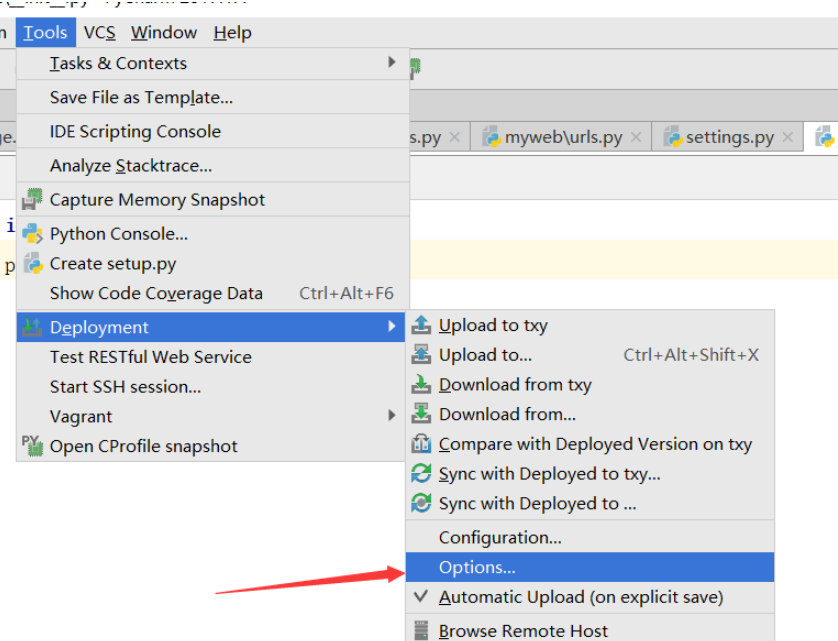 Tools VCS Window Help
Tasks & Contexts
Save File as Template...
IDE Scripting Console
s.py myweb\urls.py settings.py
Analyze Stacktrace...
Capture Memory Snapshot
Python Console...
Create setup.py
Show Code Coverage Data Ctrl+Alt+F6
Deployment
Test RESTful Web Service
Start SSH session...
Vagrant
Open CProfile snapshot
Upload to txy
Upload to... Ctrl+Alt+Shift+X
Download from txy
Download from...
Compare with Deployed Version on txy
Sync with Deployed to txy...
Sync with Deployed to ...
Configuration...
Options...
Automatic Upload (on explicit save)
Browse Remote Host